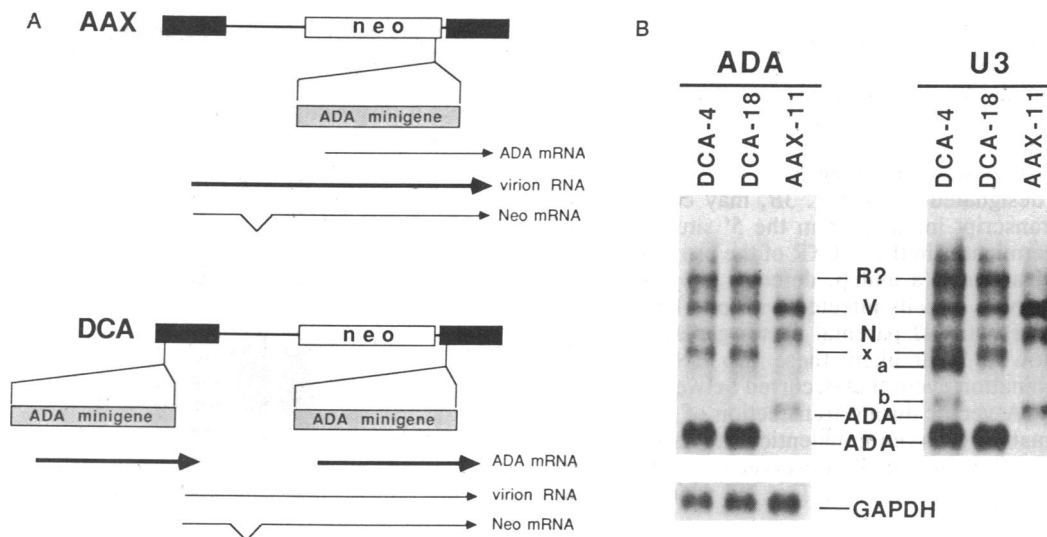 A
AAX
neo
ADA minigene
ADA mRNA
virion RNA
Neo mRNA
DCA
neo
ADA minigene
ADA minigene
ADA mRNA
virion RNA
Neo mRNA
B
ADA
U3
DCA-4
DCA-18
AAX-11
DCA-4
DCA-18
AAX-11
R?
V
N
x
a
b
ADA
ADA
GAPDH